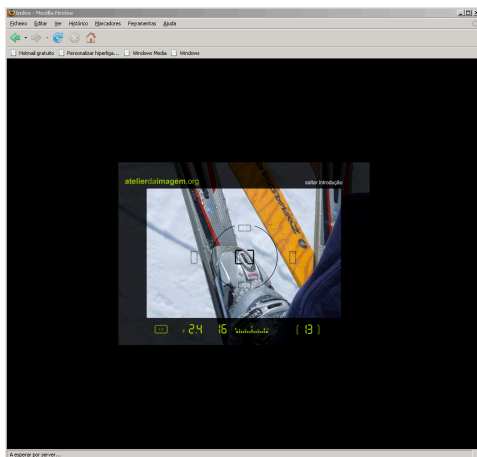 Index - Mozilla Firefox
Ficheiro Editar Ver Histórico Marcadores Ferramentas Ajuda
Hotmail gratuito Personalizar hiperliga... Windows Media Windows
atelierdaimagem.org
saltar introdução
2.4 16 [ 13 ]
A esperar por server...